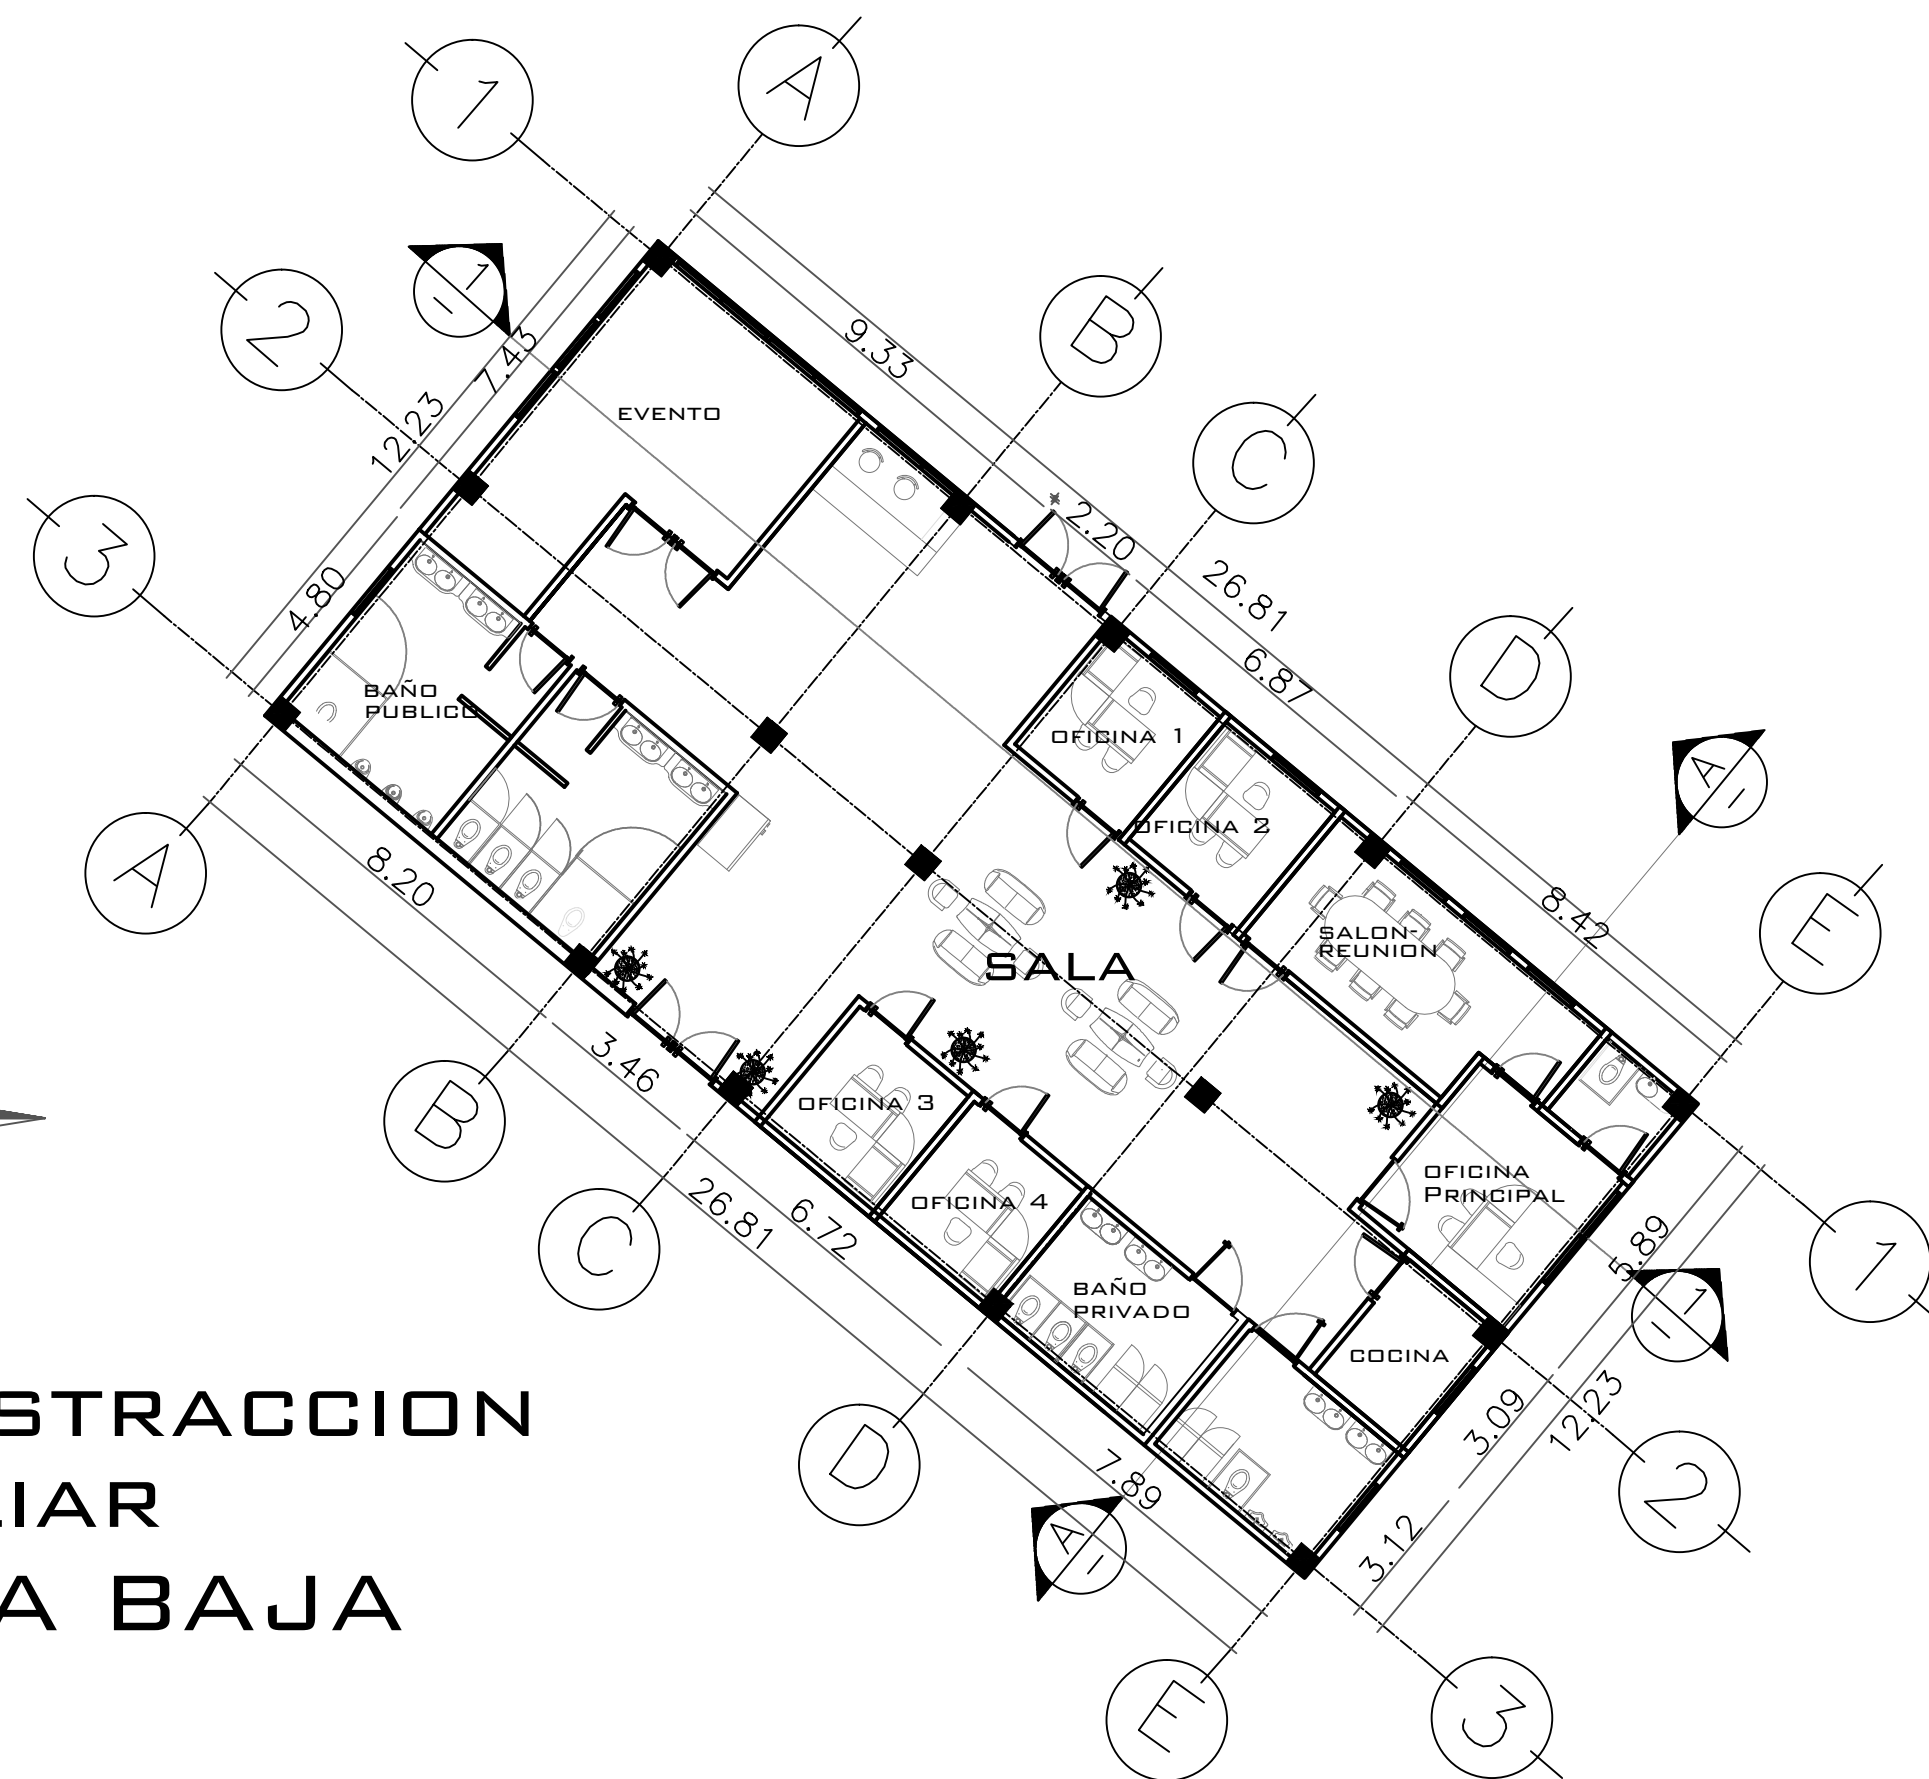 1
A
2
B
3
C
D
E
1
9.33
7.43
12.23
4.80
EVENTO
2.20
26.81
6.87
8.42
BAÑO
PUBLICO
OFICINA 1
OFICINA 2
SALON-
REUNION
SALA
A
A
8.20
3.46
B
C
26.81
6.72
OFICINA 3
OFICINA 4
OFICINA
PRINCIPAL
BAÑO
PRIVADO
COCINA
5.89
1
1
3.09
12.23
2
3.12
7.89
D
A
E
3
STRACCION
LIAR
A BAJA